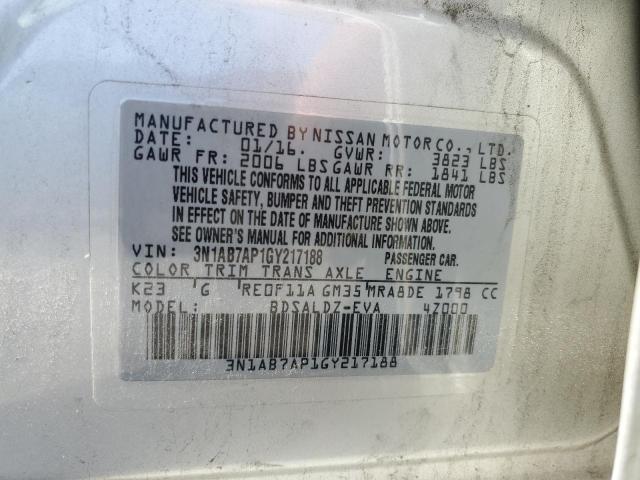 MANUFACTURED BY NISSAN MOTOR CO., LTD.
DATE: 01/16. GVWR: 3823 LBS
GAWR FR: 2006 LBS GAWR RR: 1841 LBS
THIS VEHICLE CONFORMS TO ALL APPLICABLE FEDERAL MOTOR
VEHICLE SAFETY, BUMPER AND THEFT PREVENTION STANDARDS
IN EFFECT ON THE DATE OF MANUFACTURE SHOWN ABOVE.
SEE OWNER'S MANUAL FOR ADDITIONAL INFORMATION.
VIN: 3N1AB7AP1GY217188 PASSENGER CAR.
COLOR TRIM TRANS AXLE ENGINE
K23 'G RE0F11A GM35 MRA8DE 1798 CC
MODEL: BDSALDZ-EVA 4Z000
3N1AB7AP1GY217188